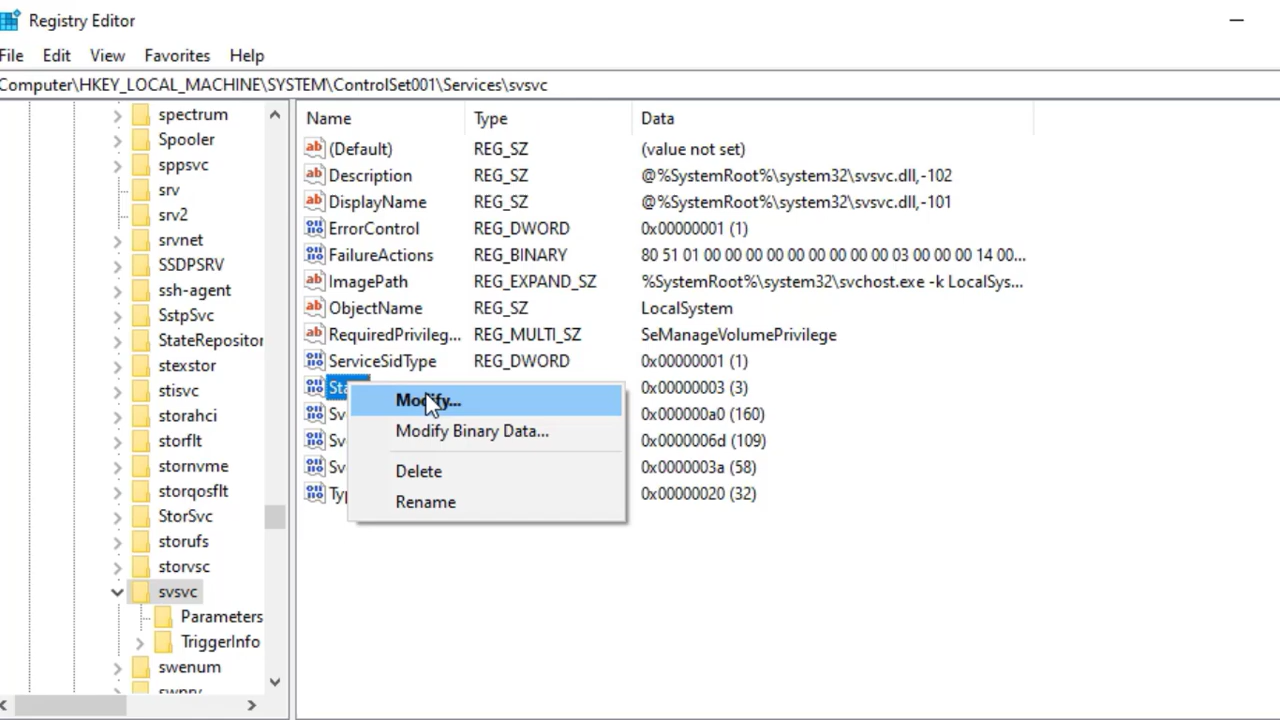 Registry Editor
File Edit View Favorites Help
Computer\HKEY_LOCAL_MACHINE\SYSTEM\ControlSet001\Services\svsvc
spectrum
Spooler
sppsvc
srv
srv2
srvnet
SSDPSRV
ssh-agent
SstpSvc
StateRepositor
stexstor
stisvc
storahci
storflt
stornvme
storqosflt
StorSvc
storufs
storvsc
svsvc
Parameters
TriggerInfo
swenum
Name Type Data
(Default) REG_SZ (value not set)
Description REG_SZ @%SystemRoot%\system32\svsvc.dll,-102
DisplayName REG_SZ @%SystemRoot%\system32\svsvc.dll,-101
ErrorControl REG_DWORD 0x00000001 (1)
FailureActions REG_BINARY 80 51 01 00 00 00 00 00 00 00 00 00 03 00 00 00 14 00...
ImagePath REG_EXPAND_SZ %SystemRoot%\system32\svchost.exe -k LocalSys...
ObjectName REG_SZ LocalSystem
RequiredPrivileg... REG_MULTI_SZ SeManageVolumePrivilege
ServiceSidType REG_DWORD 0x00000001 (1)
0x00000003 (3)
0x000000a0 (160)
0x0000006d (109)
0x0000003a (58)
0x00000020 (32)
Modify...
Modify Binary Data...
Delete
Rename